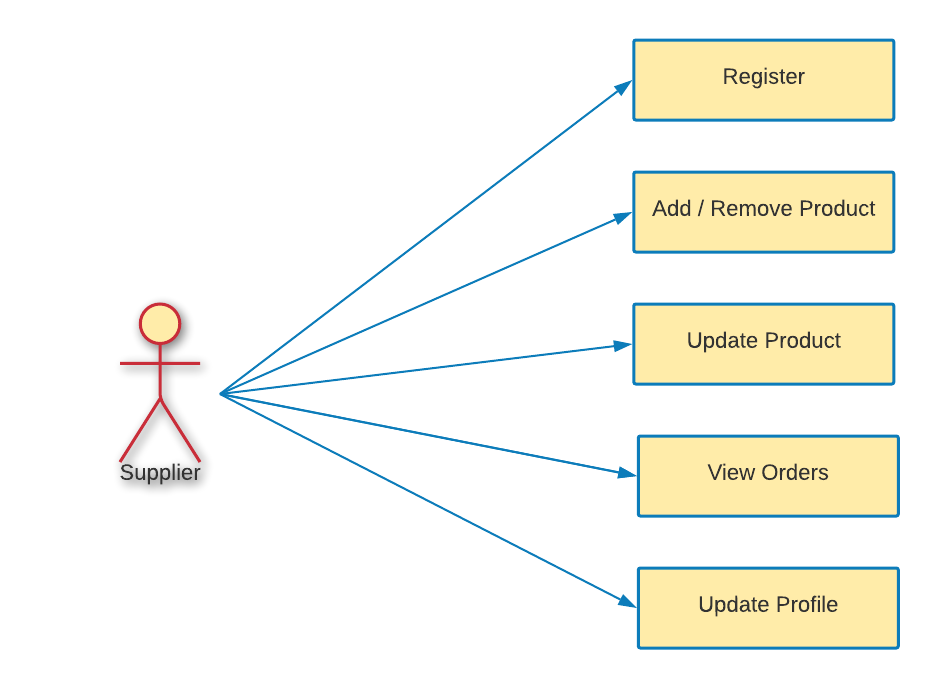 Register
Add / Remove Product
Update Product
Supplier
View Orders
Update Profile